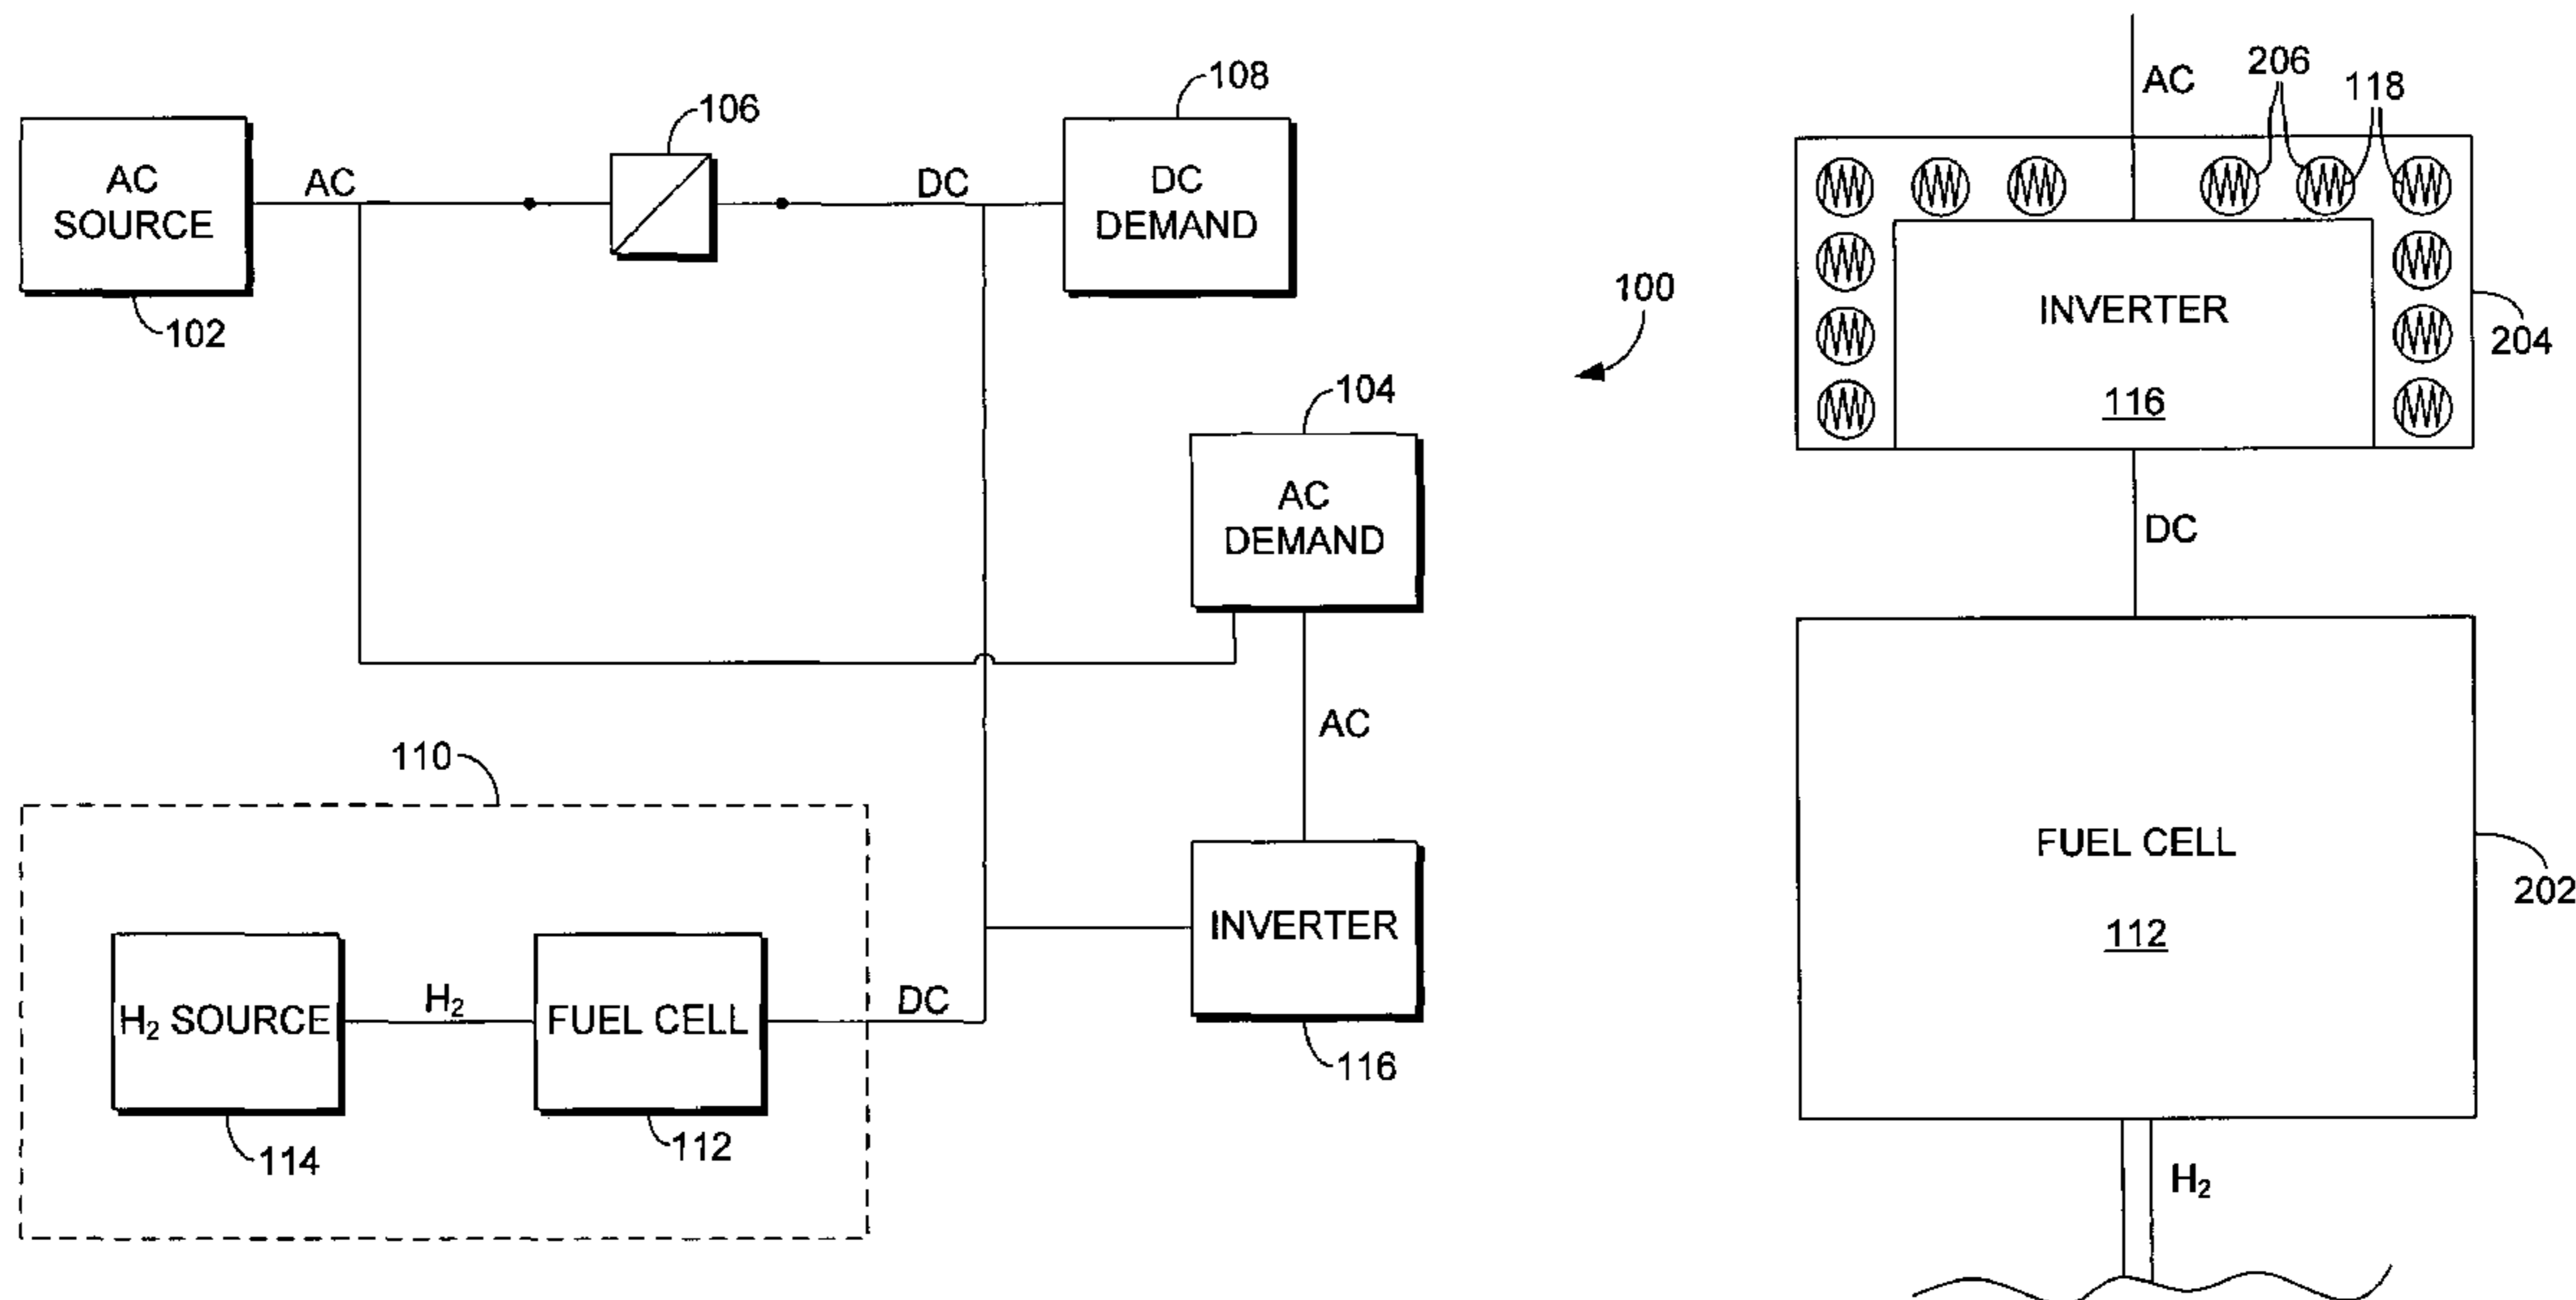 108
106
AC
SOURCE
AC
DC
DC
DEMAND
102
104
AC
DEMAND
100
AC
110
H₂ SOURCE
H₂
FUEL CELL
DC
INVERTER
114
112
116
AC
206
118
INVERTER
116
204
DC
FUEL CELL
112
202
H₂